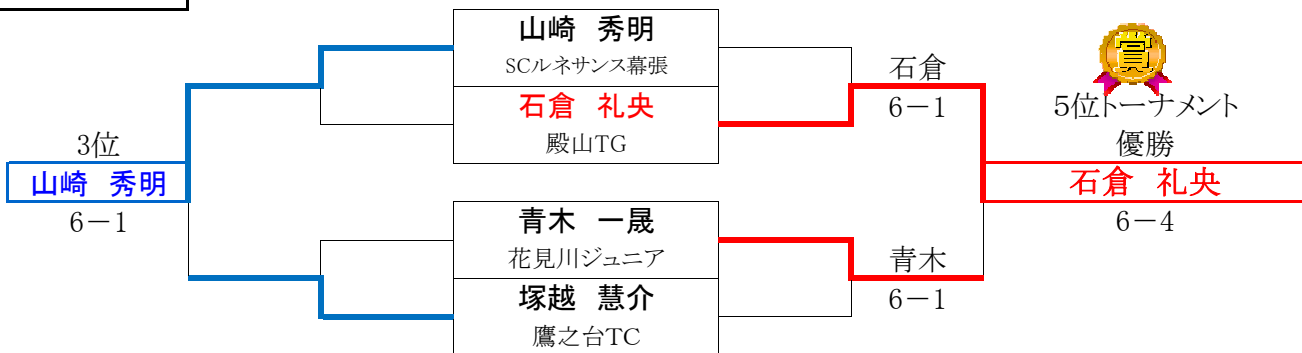 山崎 秀明
SCルネサンス幕張
石倉 礼央
殿山TG
石倉
6－1
賞
5位トーナメント
優勝
石倉 礼央
6－4
3位
山崎 秀明
6－1
青木 一晟
花見川ジュニア
塚越 慧介
鷹之台TC
青木
6－1